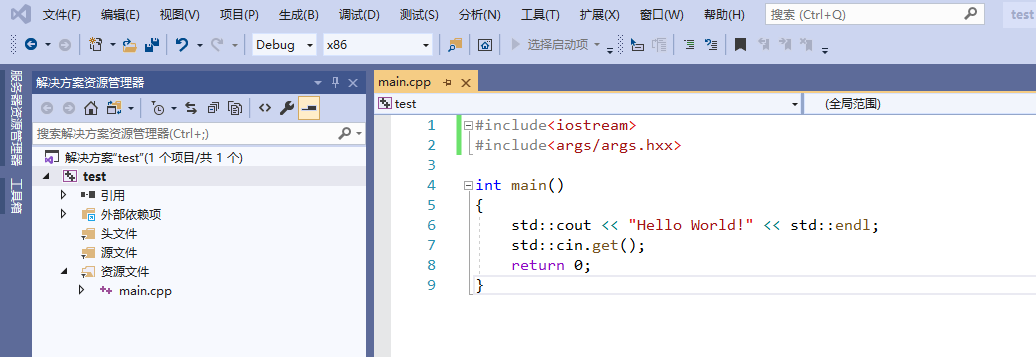 文件(F) 编辑(E) 视图(V) 项目(P) 生成(B) 调试(D) 测试(S) 分析(N) 工具(T) 扩展(X) 窗口(W) 帮助(H) 搜索 (Ctrl+Q) test
Debug x86 选择启动项
服务器资源管理器
工具箱
解决方案资源管理器
搜索解决方案资源管理器(Ctrl+;)
解决方案"test"(1 个项目/共 1 个)
test
引用
外部依赖项
头文件
源文件
资源文件
main.cpp
main.cpp
test (全局范围)
1 #include<iostream>
2 #include<args/args.hxx>
3
4 int main()
5 {
6 std::cout << "Hello World!" << std::endl;
7 std::cin.get();
8 return 0;
9 }